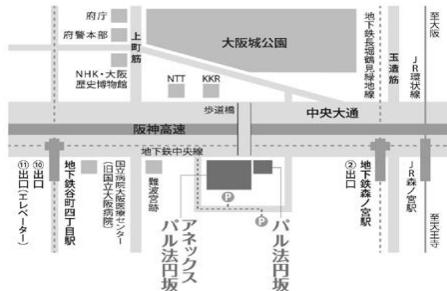 府庁
府警本部
NHK・大阪
歴史博物館
上町筋
大阪城公園
NTT
KKR
地下鉄長堀鶴見緑地線
玉造筋
JR環状線
至大阪
歩道橋
中央大通
阪神高速
地下鉄中央線
⑪出口(エレベーター)
⑩出口
地下鉄谷町四丁目駅
国立病院大阪医療センター
(旧国立大阪病院)
難波宮跡
P
P
アネックス
パル法円坂
パル法円坂
②出口
地下鉄森ノ宮駅
JR森ノ宮駅
至天王寺